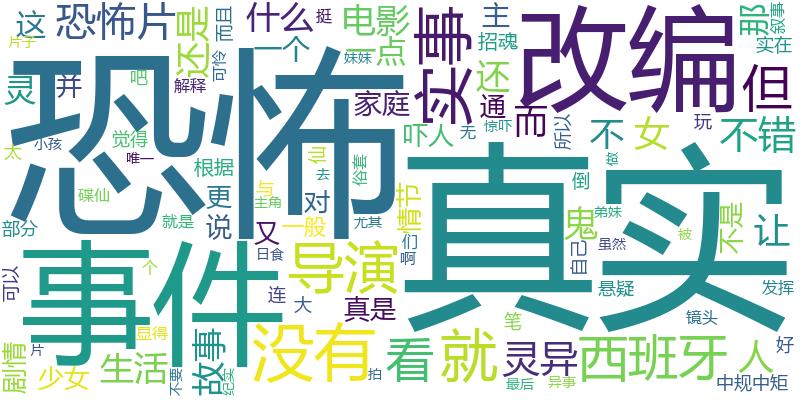 这
恐怖片
还是
而且
什么
挺
电影
主
实事
改编
那
叙事
片子
一个
一点
妹妹
招魂
实在
可怜
吧
灵
并
解释
家庭
还
通
而
但
恐怖
真实
太
小孩
觉得
唯一
吓人
无
惊吓
所以
不
女
玩
不错
根据
仙
俗套
去
碟仙
更
与
对
情节
倒
做
部分
就是
说
主角
尤其
又
一般
鬼
弟妹
不是
让
事件
导演
日食
啊
们
自己
虽然
被
可以
个
连
大
真是
悬疑
发挥
显得
故事
没有
笔
镜头
好
剧情
片
少女
生活
不要
纪实
看
就
拍
最后
灵异
异事
西班牙
人
中规中矩